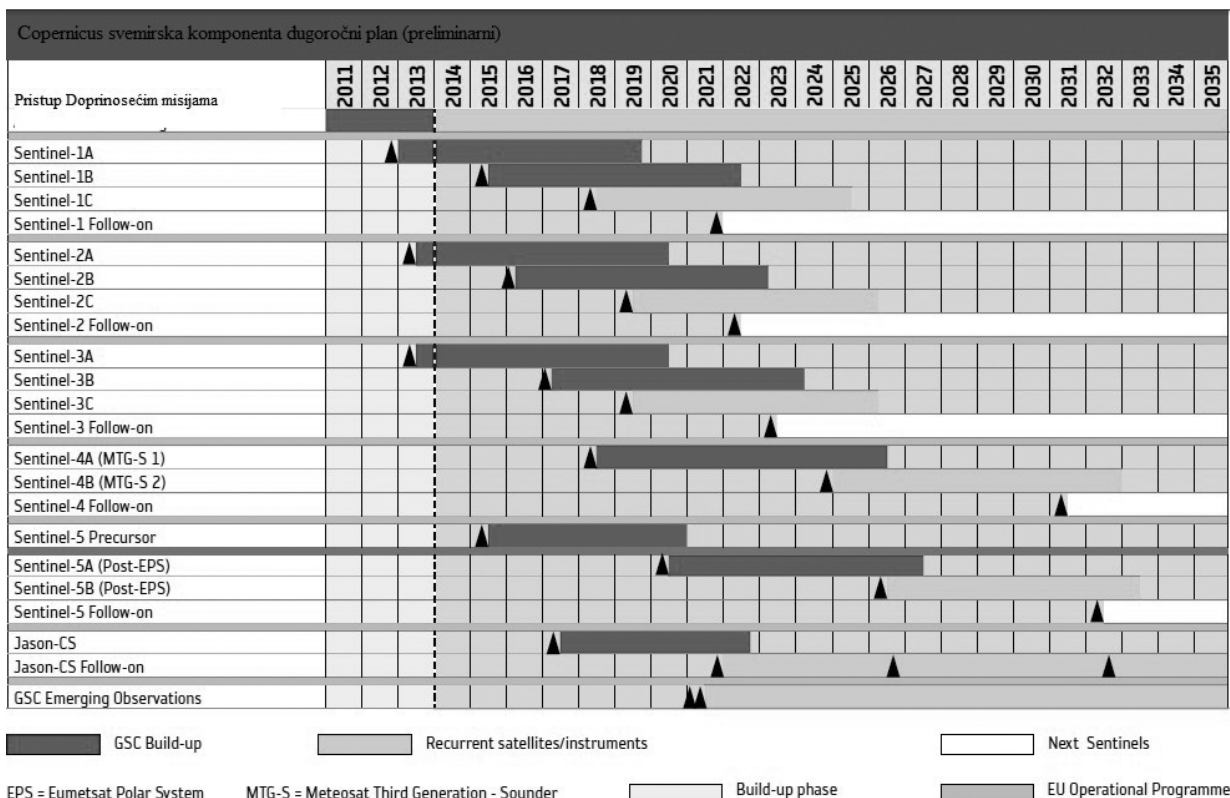 Copernicus svemirska komponenta dugoročni plan (preliminarni)
Pristup Doprinosećim misijama
2011 2012 2013 2014 2015 2016 2017 2018 2019 2020 2021 2022 2023 2024 2025 2026 2027 2028 2029 2030 2031 2032 2033 2034 2035
Sentinel-1A
Sentinel-1B
Sentinel-1C
Sentinel-1 Follow-on
Sentinel-2A
Sentinel-2B
Sentinel-2C
Sentinel-2 Follow-on
Sentinel-3A
Sentinel-3B
Sentinel-3C
Sentinel-3 Follow-on
Sentinel-4A (MTG-S 1)
Sentinel-4B (MTG-S 2)
Sentinel-4 Follow-on
Sentinel-5 Precursor
Sentinel-5A (Post-EPS)
Sentinel-5B (Post-EPS)
Sentinel-5 Follow-on
Jason-CS
Jason-CS Follow-on
GSC Emerging Observations
GSC Build-up
Recurrent satellites/instruments
Next Sentinels
EPS = Eumetsat Polar System
MTG-S = Meteosat Third Generation - Sounder
Build-up phase
EU Operational Programme